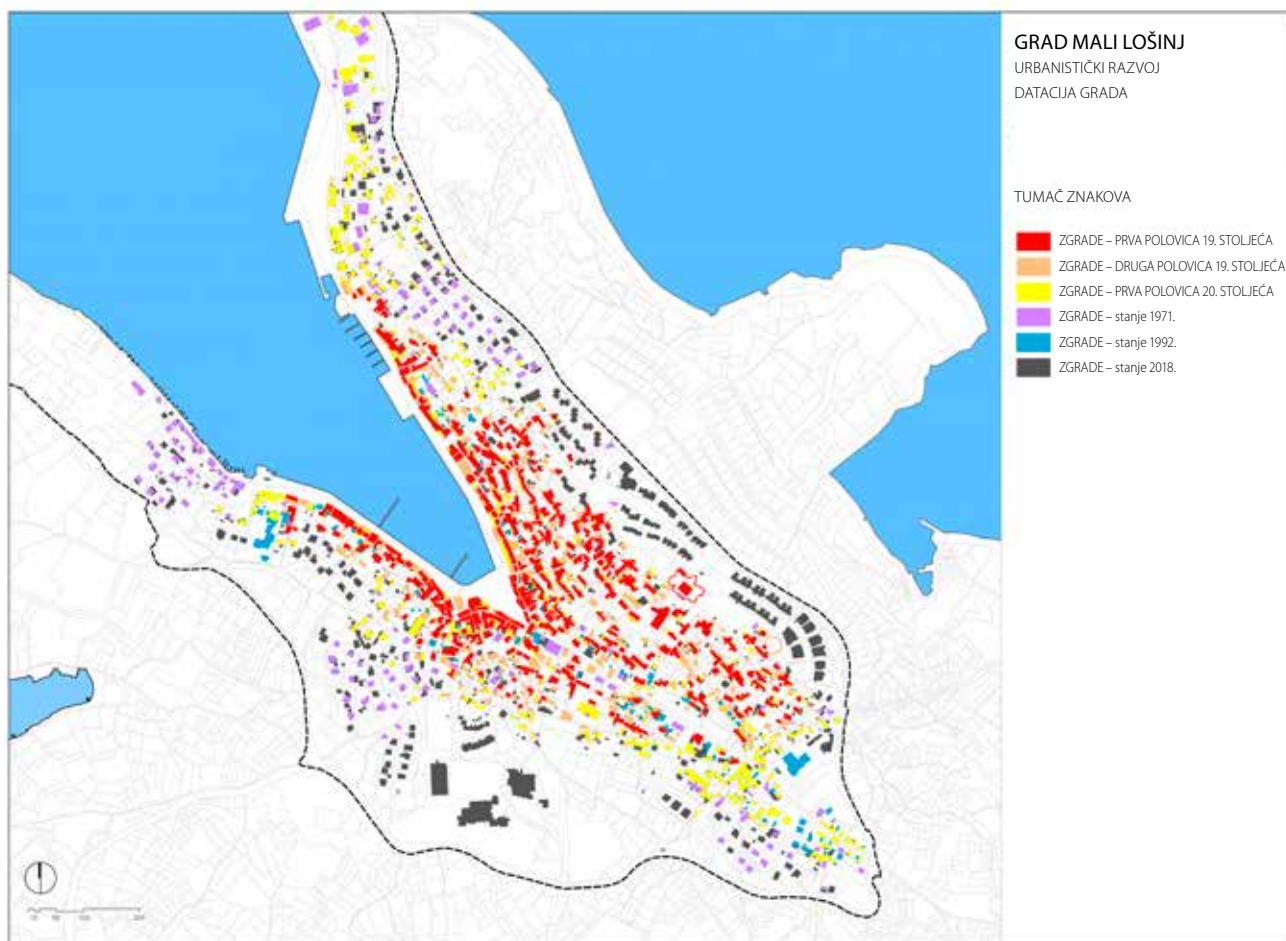 GRAD MALI LOŠINJ
URBANISTIČKI RAZVOJ
DATACIJA GRADA
TUMAČ ZNAKOVA
ZGRADE – PRVA POLOVICA 19. STOLJEĆA
ZGRADE – DRUGA POLOVICA 19. STOLJEĆA
ZGRADE – PRVA POLOVICA 20. STOLJEĆA
ZGRADE – stanje 1971.
ZGRADE – stanje 1992.
ZGRADE – stanje 2018.